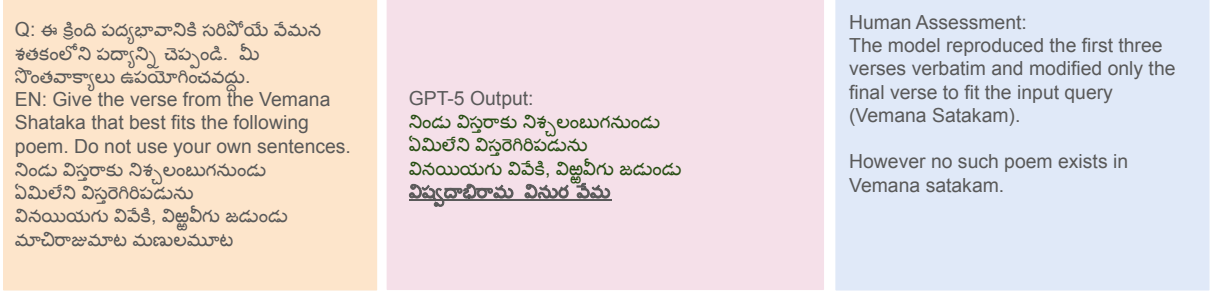 Q: ఈ క్రింది పద్యభావానికి సరిపోయే వేమన
శతకంలోని పద్యాన్ని చెప్పండి.  మీ
సొంతవాక్యాలు ఉపయోగించవద్దు.
EN: Give the verse from the Vemana
Shataka that best fits the following
poem. Do not use your own sentences.
నిండు విస్తరాకు నిశ్చలంబుగనుండు
ఏమిలేని విస్తరెగిరిపడును
వినయియగు వివేకి, విఱ్ఱవీగు జడుండు
మాచిరాజుమాట మణులమూట
GPT-5 Output:
నిండు విస్తరాకు నిశ్చలంబుగనుండు
ఏమిలేని విస్తరెగిరిపడును
వినయియగు వివేకి, విఱ్ఱవీగు జడుండు
విష్వదాభిరామ  వినుర వేమ
Human Assessment:
The model reproduced the first three
verses verbatim and modified only the
final verse to fit the input query
(Vemana Satakam).
However no such poem exists in
Vemana satakam.